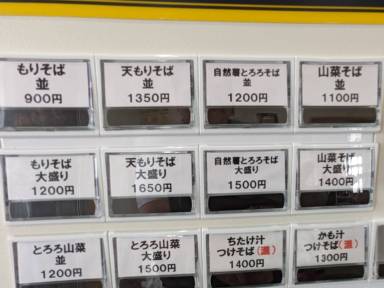 もりそば
並
900円
天もりそば
並
1350円
自然薯とろろそば
並
1200円
山菜そば
並
1100円
もりそば
大盛り
1200円
天もりそば
大盛り
1650円
自然薯とろろそば
大盛り
1500円
山菜そば
大盛り
1400円
とろろ山菜
並
1200円
とろろ山菜
大盛り
1500円
ちたけ汁
つけそば(温)
1400円
かも汁
つけそば(温)
1300円